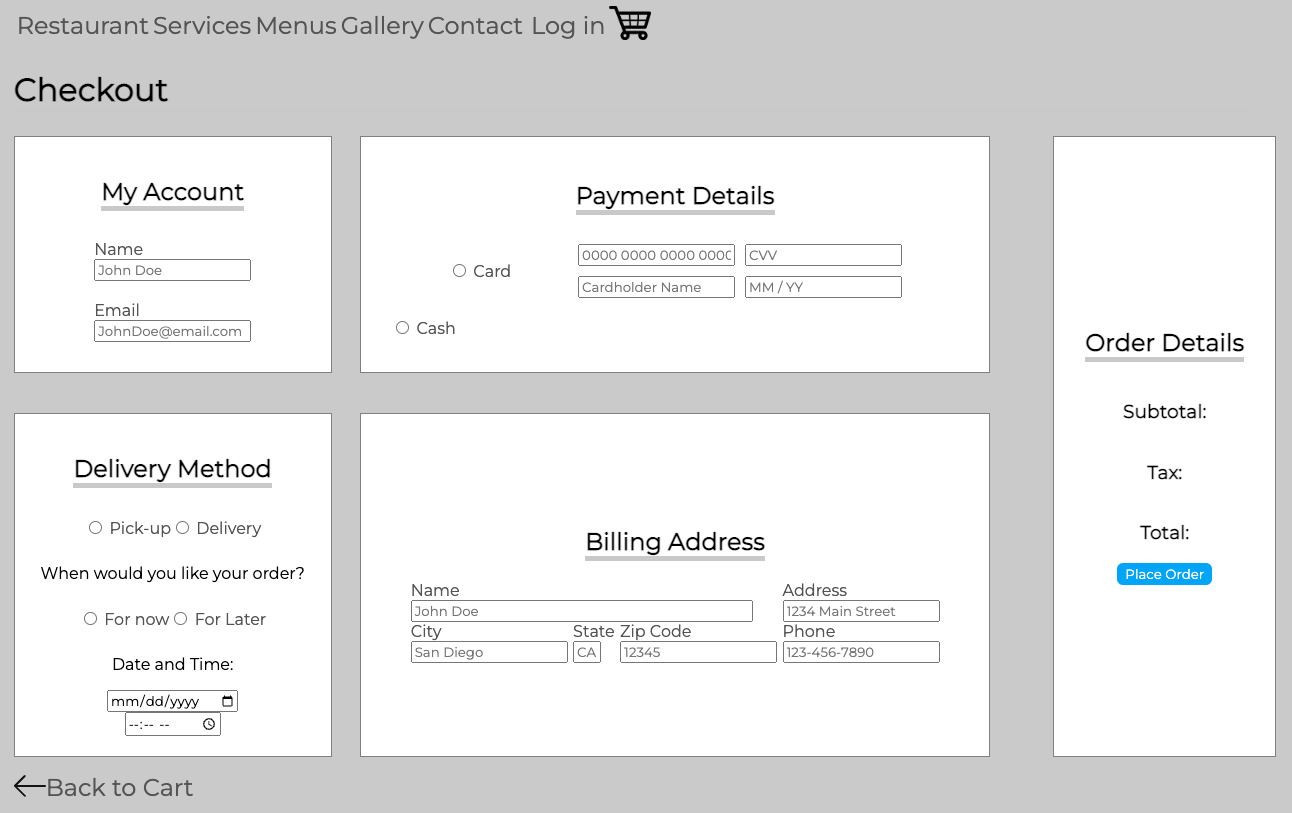 Restaurant Services Menus Gallery Contact Log in
Checkout
My Account
Name
John Doe
Email
JohnDoe@email.com
Payment Details
Card
0000 0000 0000 000
CVV
Cardholder Name
MM / YY
Cash
Delivery Method
Pick-up Delivery
When would you like your order?
For now For Later
Date and Time:
mm/dd/yyyy
--:-- --
Billing Address
Name
John Doe
Address
1234 Main Street
City
San Diego
State
CA
Zip Code
12345
Phone
123-456-7890
Order Details
Subtotal:
Tax:
Total:
Place Order
Back to Cart